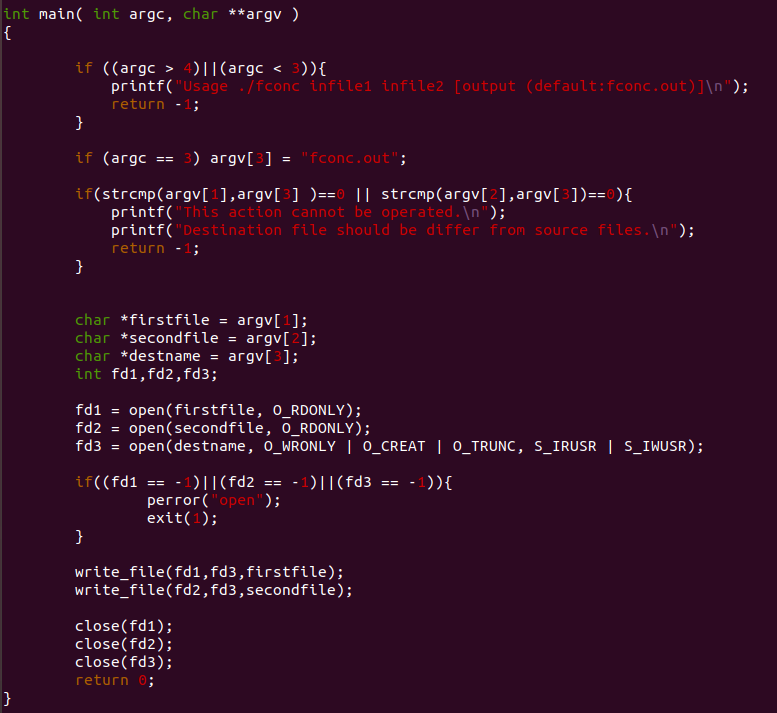 int main( int argc, char **argv )
{
if ((argc > 4)||(argc < 3)){
printf("Usage ./fconc infile1 infile2 [output (default:fconc.out)]\n");
return -1;
}
if (argc == 3) argv[3] = "fconc.out";
if(strcmp(argv[1],argv[3] )==0 || strcmp(argv[2],argv[3])==0){
printf("This action cannot be operated.\n");
printf("Destination file should be differ from source files.\n");
return -1;
}
char *firstfile = argv[1];
char *secondfile = argv[2];
char *destname = argv[3];
int fd1,fd2,fd3;
fd1 = open(firstfile, O_RDONLY);
fd2 = open(secondfile, O_RDONLY);
fd3 = open(destname, O_WRONLY | O_CREAT | O_TRUNC, S_IRUSR | S_IWUSR);
if((fd1 == -1)||(fd2 == -1)||(fd3 == -1)){
perror("open");
exit(1);
}
write_file(fd1,fd3,firstfile);
write_file(fd2,fd3,secondfile);
close(fd1);
close(fd2);
close(fd3);
return 0;
}